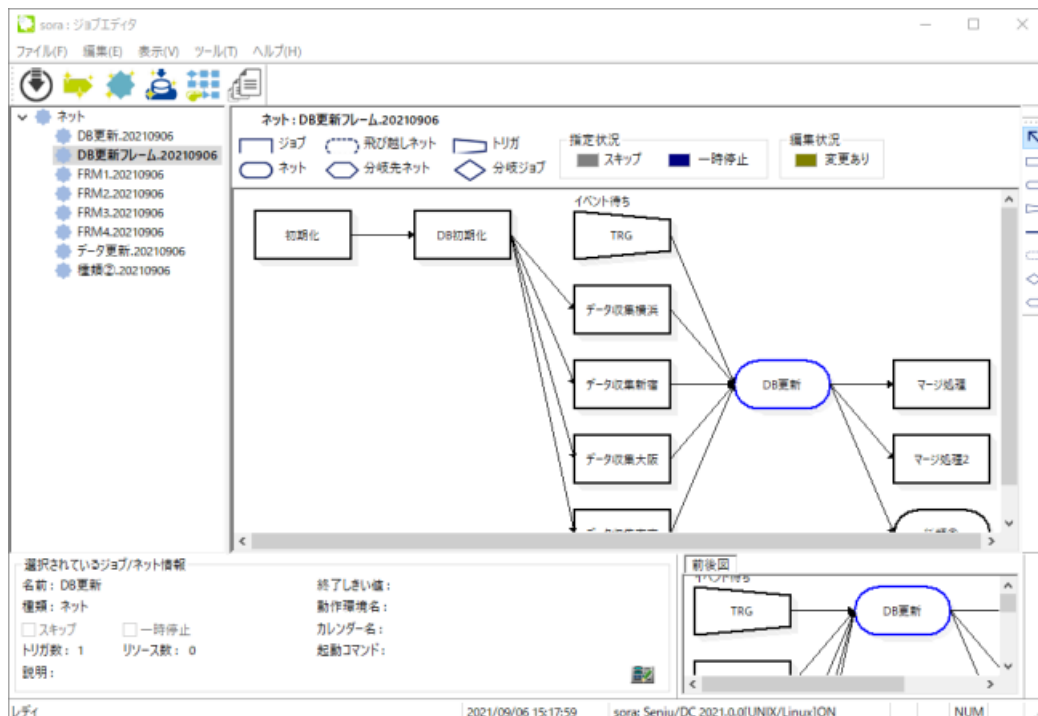 sora : ジョブエディタ
ファイル(F) 編集(E) 表示(V) ツール(T) ヘルプ(H)
ネット
DB更新.20210906
DB更新フレーム.20210906
FRM1.20210906
FRM2.20210906
FRM3.20210906
FRM4.20210906
データ更新.20210906
種類②.20210906
ネット : DB更新フレーム.20210906
ジョブ 飛び越しネット トリガ
ネット 分岐先ネット 分岐ジョブ
指定状況
スキップ 一時停止
編集状況
変更あり
イベント待ち
初期化
DB初期化
TRG
データ収集横浜
データ収集新宿
DB更新
マージ処理
データ収集大阪
マージ処理2
選択されているジョブ/ネット情報
名前 : DB更新
種類 : ネット
スキップ 一時停止
トリガ数 : 1 リソース数 : 0
説明 :
終了しきい値 :
動作環境名 :
カレンダー名 :
起動コマンド :
前後図
イベント待ち
TRG
DB更新
レディ
2021/09/06 15:17:59
sora: Senju/DC 2021.0.0[UNIX/Linux]ON
NUM